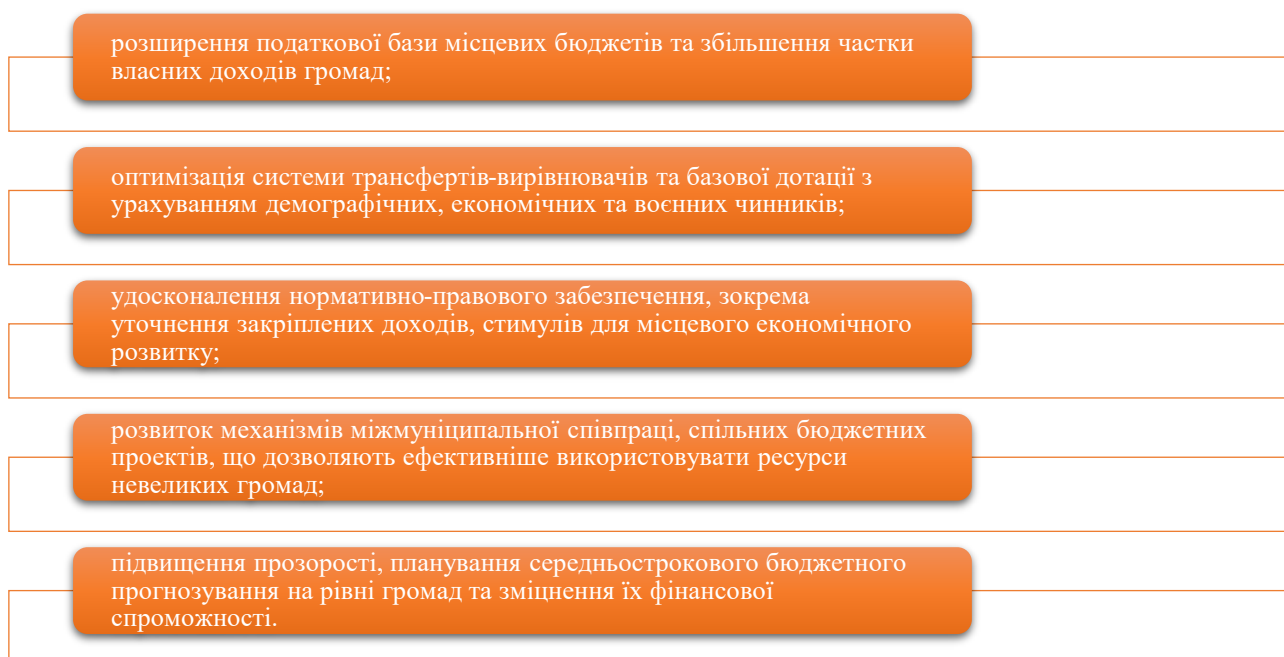 розширення податкової бази місцевих бюджетів та збільшення частки
власних доходів громад;
оптимізація системи трансфертів-вирівнювачів та базової дотації з
урахуванням демографічних, економічних та воєнних чинників;
удосконалення нормативно-правового забезпечення, зокрема
уточнення закріплених доходів, стимулів для місцевого економічного
розвитку;
розвиток механізмів міжмуніципальної співпраці, спільних бюджетних
проектів, що дозволяють ефективніше використовувати ресурси
невеликих громад;
підвищення прозорості, планування середньострокового бюджетного
прогнозування на рівні громад та зміцнення їх фінансової
спроможності.